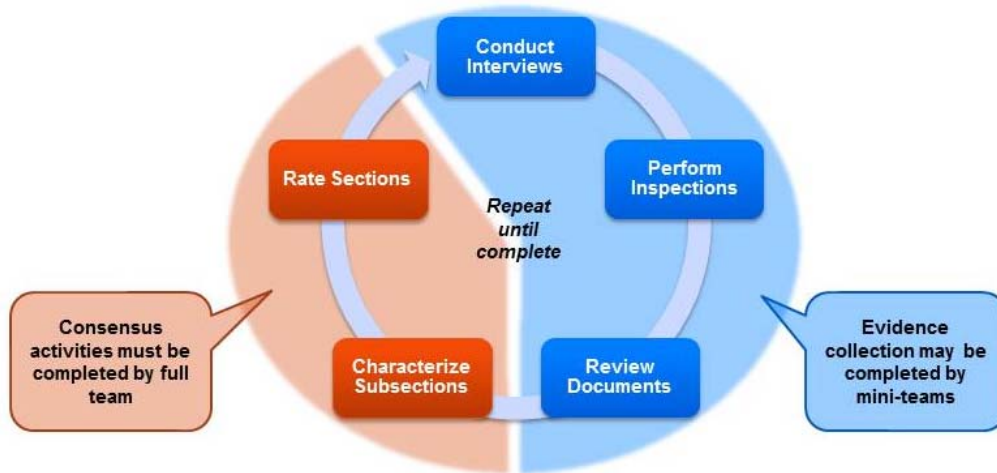 Conduct
Interviews
Perform
Inspections
Rate Sections
Repeat
until
complete
Consensus
activities must be
completed by full
team
Characterize
Subsections
Review
Documents
Evidence
collection may be
completed by
mini-teams